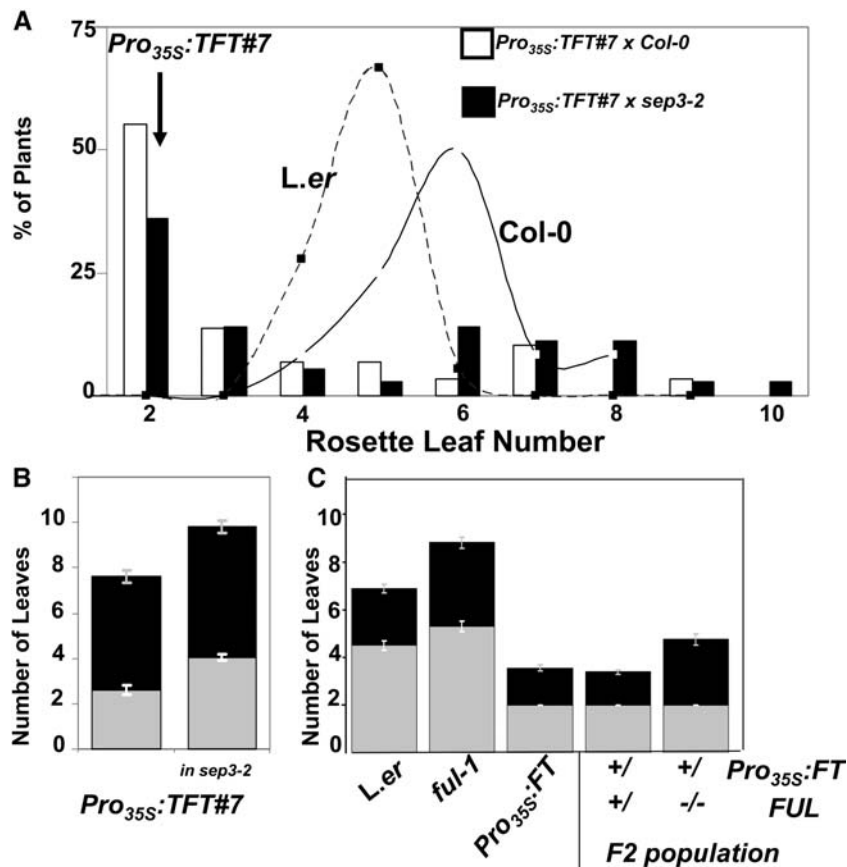 A
75
50
25
0
% of Plants
Pro35S:TFT#7
Pro35S:TFT#7 x Col-0
Pro35S:TFT#7 x sep3-2
L.er
Col-0
2 4 6 8 10
Rosette Leaf Number
B
10
8
6
4
2
0
Number of Leaves
in sep3-2
Pro35S:TFT#7
C
10
8
6
4
2
0
Number of Leaves
L.er
ful-1
Pro35S:FT
+/ +/ Pro35S:FT
+/ -/- FUL
F2 population